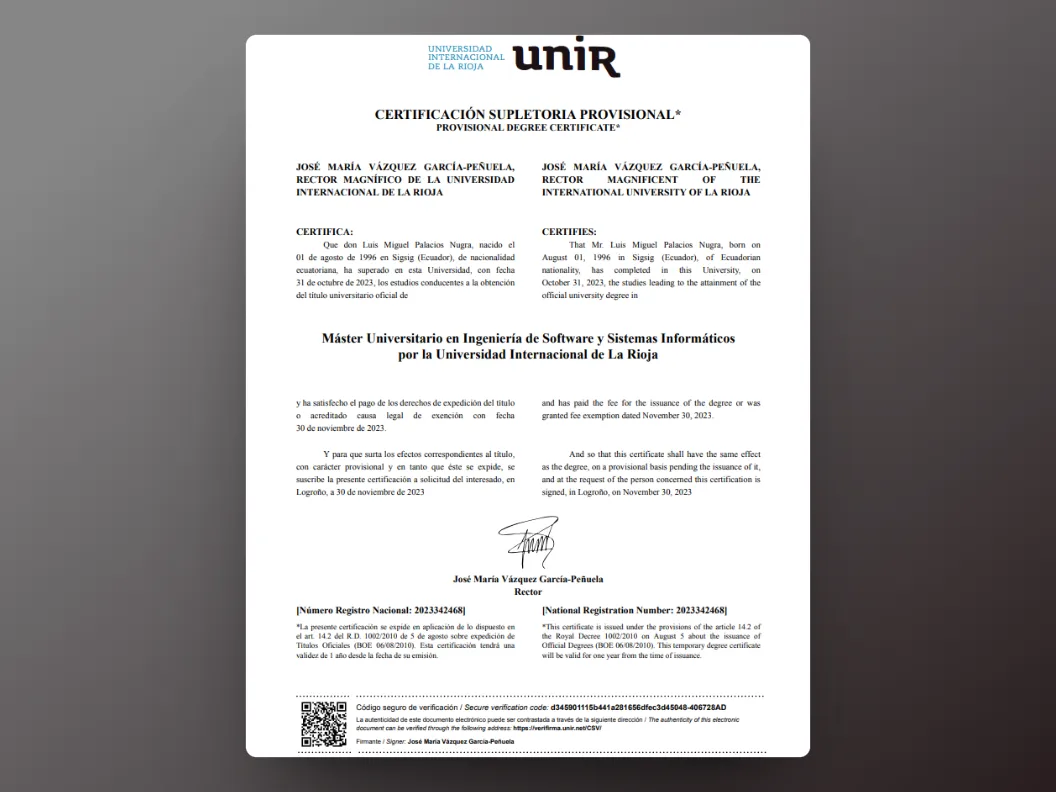 UNIVERSIDAD
INTERNACIONAL
DE LA RIOJA
unir
CERTIFICACIÓN SUPLETORIA PROVISIONAL*
PROVISIONAL DEGREE CERTIFICATE*
JOSÉ MARÍA VÁZQUEZ GARCÍA-PEÑUELA,
RECTOR MAGNÍFICO DE LA UNIVERSIDAD
INTERNACIONAL DE LA RIOJA
JOSÉ MARÍA VÁZQUEZ GARCÍA-PEÑUELA,
RECTOR MAGNIFICENT OF THE
INTERNATIONAL UNIVERSITY OF LA RIOJA
CERTIFICA:
Que don Luis Miguel Palacios Nugra, nacido el
01 de agosto de 1996 en Sigsig (Ecuador), de nacionalidad
ecuatoriana, ha superado en esta Universidad, con fecha
31 de octubre de 2023, los estudios conducentes a la obtención
del título universitario oficial de
CERTIFIES:
That Mr. Luis Miguel Palacios Nugra, born on
August 01, 1996 in Sigsig (Ecuador), of Ecuadorian
nationality, has completed in this University, on
October 31, 2023, the studies leading to the attainment of the
official university degree in
Máster Universitario en Ingeniería de Software y Sistemas Informáticos
por la Universidad Internacional de La Rioja
y ha satisfecho el pago de los derechos de expedición del título
o acreditado causa legal de exención con fecha
30 de noviembre de 2023.
and has paid the fee for the issuance of the degree or was
granted fee exemption dated November 30, 2023.
Y para que surta los efectos correspondientes al título,
con carácter provisional y en tanto que éste se expide, se
suscribe la presente certificación a solicitud del interesado, en
Logroño, a 30 de noviembre de 2023
And so that this certificate shall have the same effect
as the degree, on a provisional basis pending the issuance of it,
and at the request of the person concerned this certification is
signed, in Logroño, on November 30, 2023
José María Vázquez García-Peñuela
Rector
[Número Registro Nacional: 2023342468]
[National Registration Number: 2023342468]
*La presente certificación se expide en aplicación de lo dispuesto en
el art. 14.2 del R.D. 1002/2010 de 5 de agosto sobre expedición de
Títulos Oficiales (BOE 06/08/2010). Esta certificación tendrá una
validez de 1 año desde la fecha de su emisión.
*This certificate is issued under the provisions of the article 14.2 of
the Royal Decree 1002/2010 on August 5 about the issuance of
Official Degrees (BOE 06/08/2010). This temporary degree certificate
will be valid for one year from the time of issuance.
Código seguro de verificación / Secure verification code: d345901115b441a281656dfec3d45048-406728AD
La autenticidad de este documento electrónico puede ser contrastada a través de la siguiente dirección / The authenticity of this electronic
document can be verified through the following address: https://verifirma.unir.net/CSV/
Firmante / Signer: José María Vázquez García-Peñuela